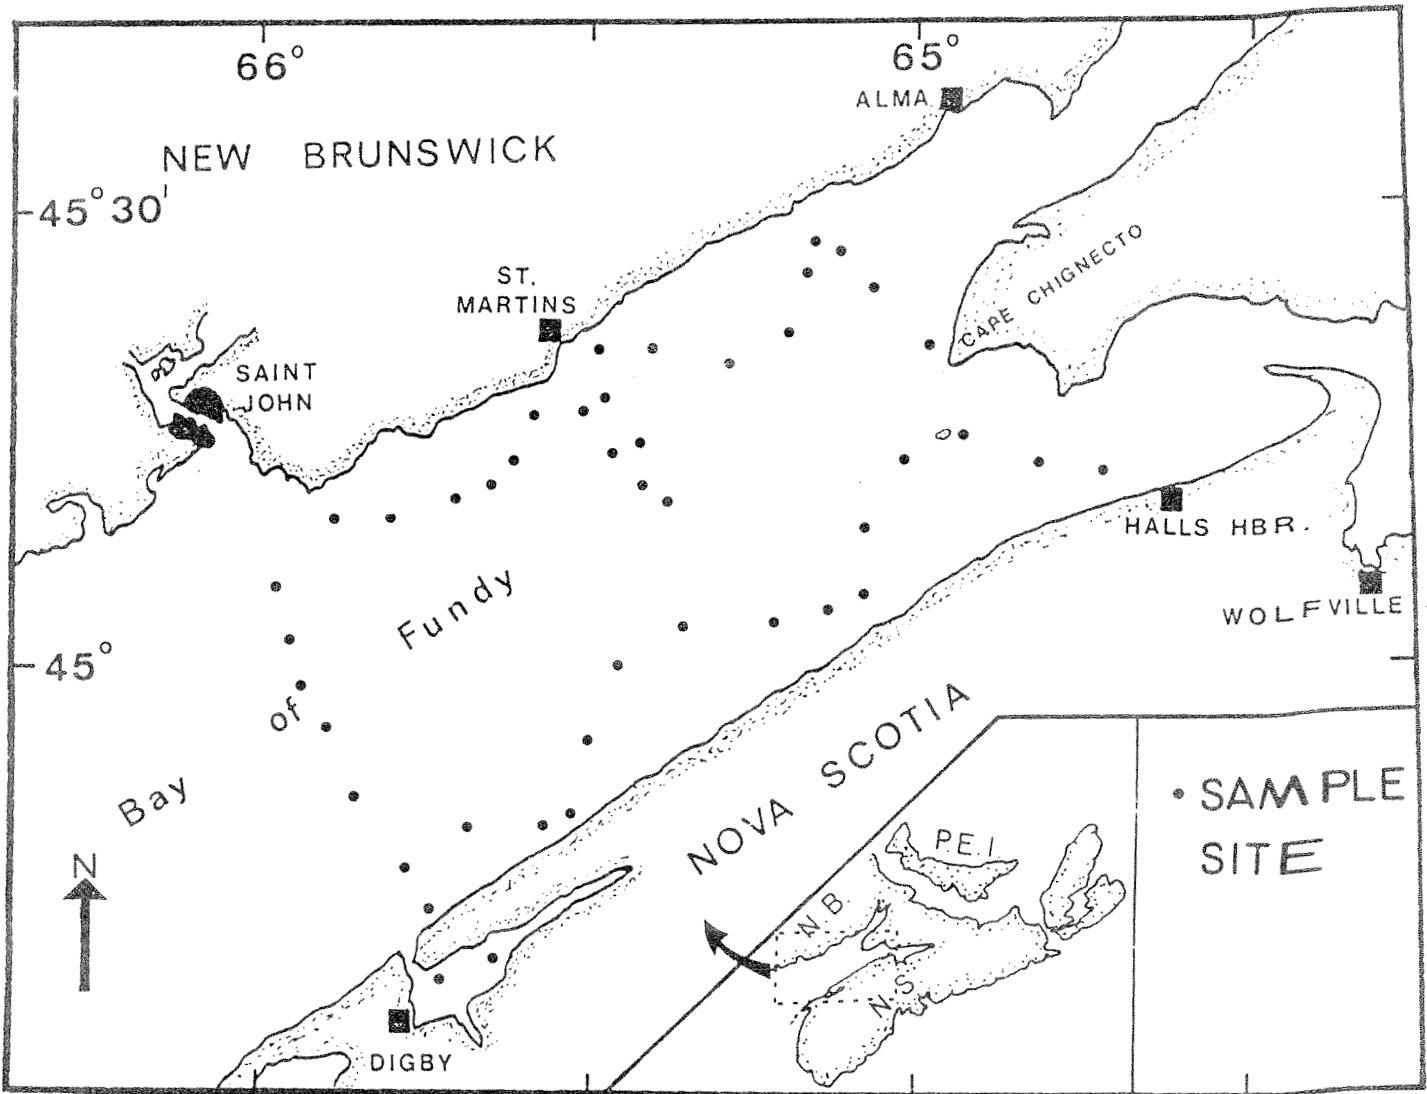 66°
65°
ALMA
NEW BRUNSWICK
45°30'
CAPE CHIGNECTO
ST.
MARTINS
SAINT
JOHN
HALLS HBR.
WOLFVILLE
Bay of Fundy
45°
NOVA SCOTIA
N
• SAMPLE
SITE
P.E.I
N.B.
N.S.
DIGBY